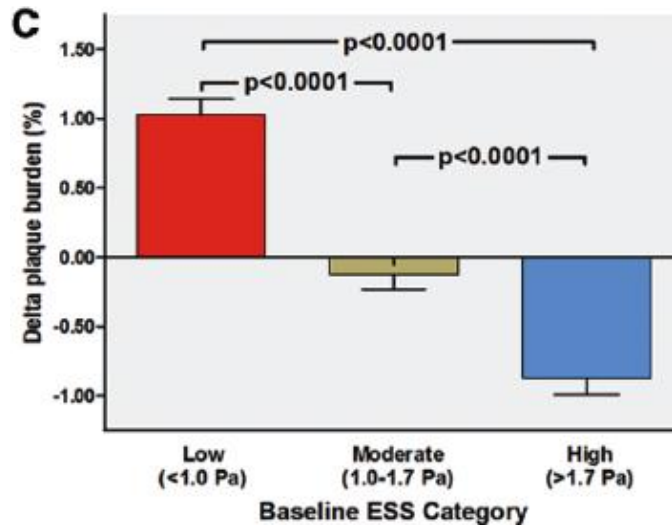 C
Delta plaque burden (%)
1.50
1.00
0.50
0.00
-0.50
-1.00
p<0.0001
p<0.0001
p<0.0001
Low Moderate High
(<1.0 Pa) (1.0-1.7 Pa) (>1.7 Pa)
Baseline ESS Category